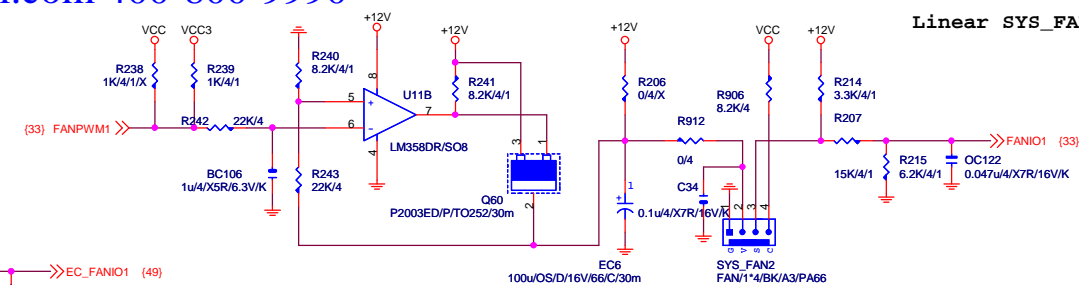 .com 400-800-9990
Linear SYS_FA
VCC VCC3 +12V +12V +12V VCC +12V
R238
1K/4/1/X
R239
1K/4/1
R240
8.2K/4/1
R241
8.2K/4/1
R206
0/4/X
R906
8.2K/4
R214
3.3K/4/1
8
U11B
5
+
7
6
-
4
LM358DR/SO8
{33} FANPWM1
R242 22K/4
BC106
1u/4/X5R/6.3V/K
R243
22K/4
3 1
Q60
2
P2003ED/P/TO252/30m
R912
0/4
R207
15K/4/1
FANIO1 {33}
R215
6.2K/4/1
OC122
0.047u/4/X7R/16V/K
C34
0.1u/4/X7R/16V/K
1
+
EC6
100u/OS/D/16V/66/C/30m
1 2 3 4
G V S C
SYS_FAN2
FAN/1*4/BK/A3/PA66
EC_FANIO1 {49}